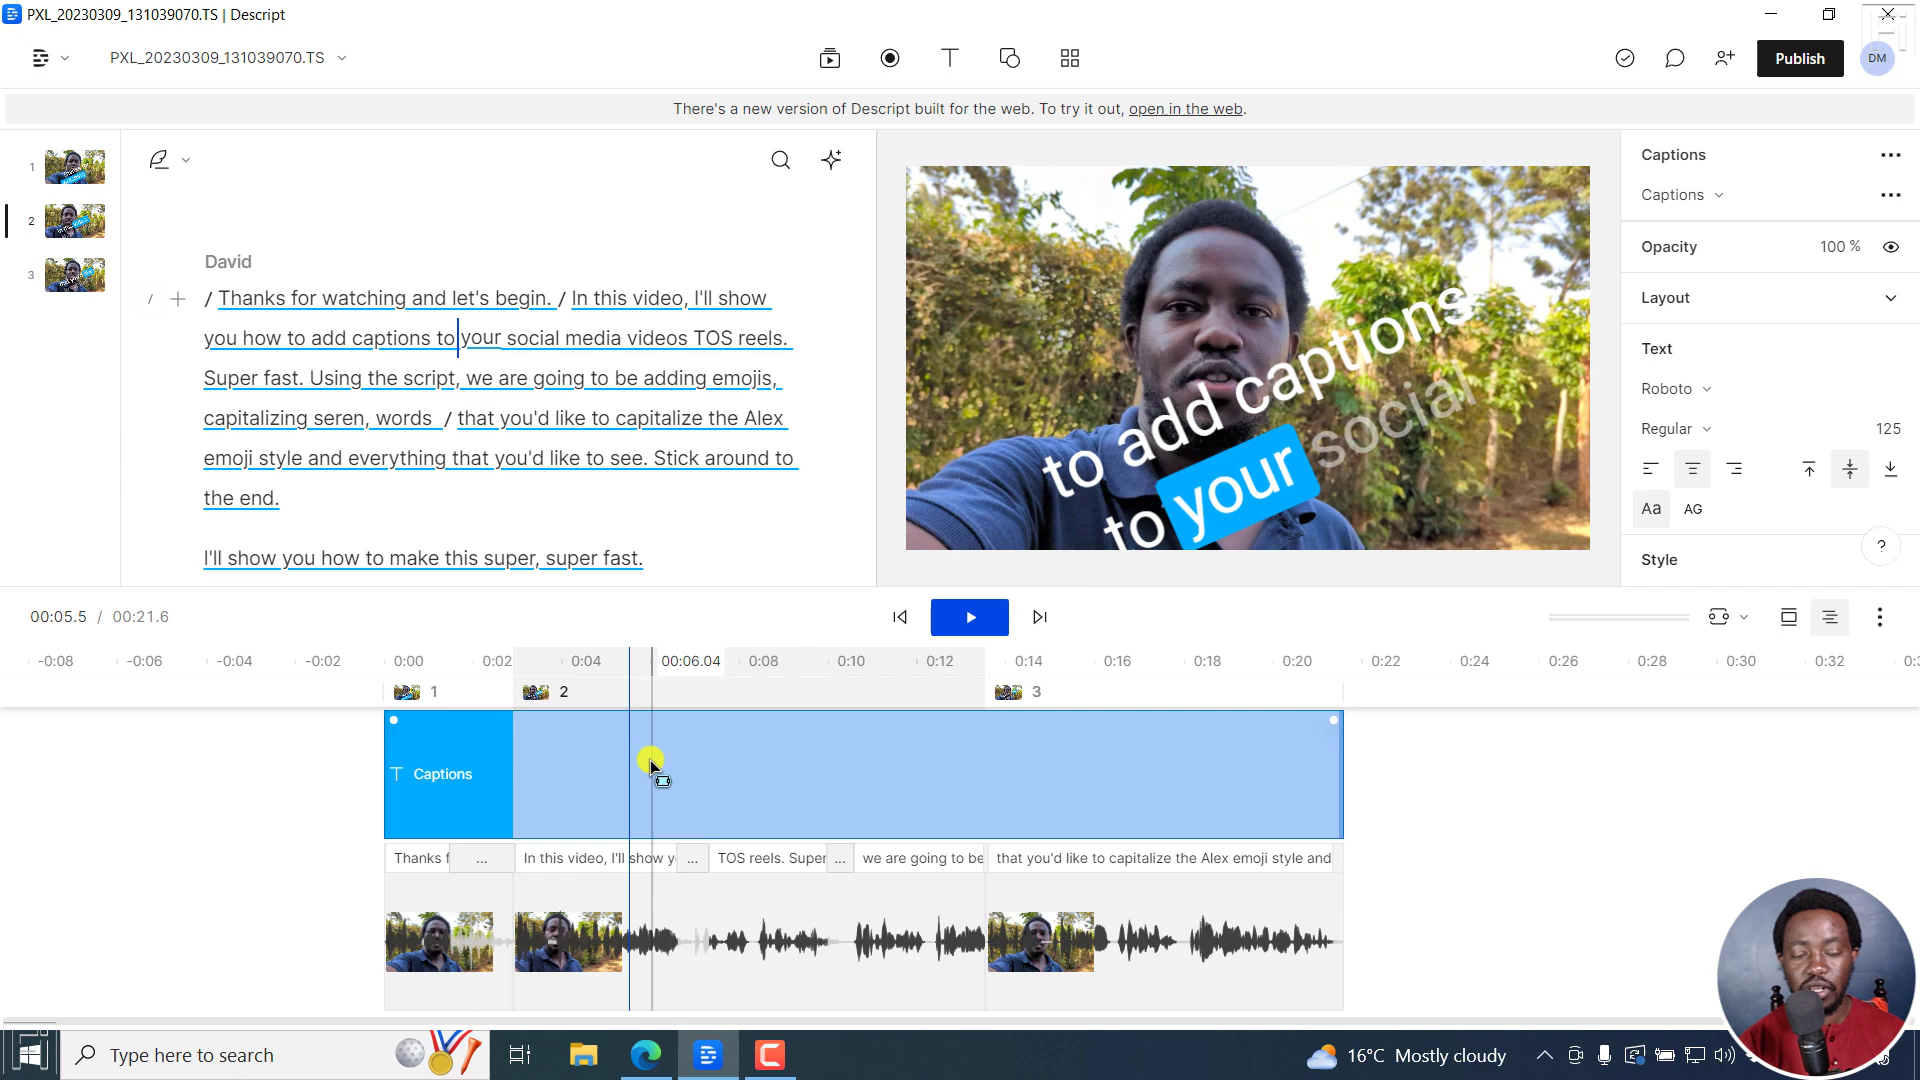 PXL_20230309_131039070.TS | Descript
PXL_20230309_131039070.TS
Publish
DM
There's a new version of Descript built for the web. To try it out, open in the web.
1
2
3
David
/ Thanks for watching and let's begin. / In this video, I'll show
you how to add captions to your social media videos TOS reels.
Super fast. Using the script, we are going to be adding emojis,
capitalizing seren, words / that you'd like to capitalize the Alex
emoji style and everything that you'd like to see. Stick around to
the end.
I'll show you how to make this super, super fast.
to add captions
to your social
Captions
Captions
Opacity 100 %
Layout
Text
Roboto
Regular 125
Aa AG
Style
?
00:05.5 / 00:21.6
-0:08 -0:06 -0:04 -0:02 0:00 0:02 0:04 00:06.04 0:08 0:10 0:12 0:14 0:16 0:18 0:20 0:22 0:24 0:26 0:28 0:30 0:32
1 2 3
Captions
Thanks f ... In this video, I'll show y ... TOS reels. Super ... we are going to be that you'd like to capitalize the Alex emoji style and
Type here to search
16°C Mostly cloudy